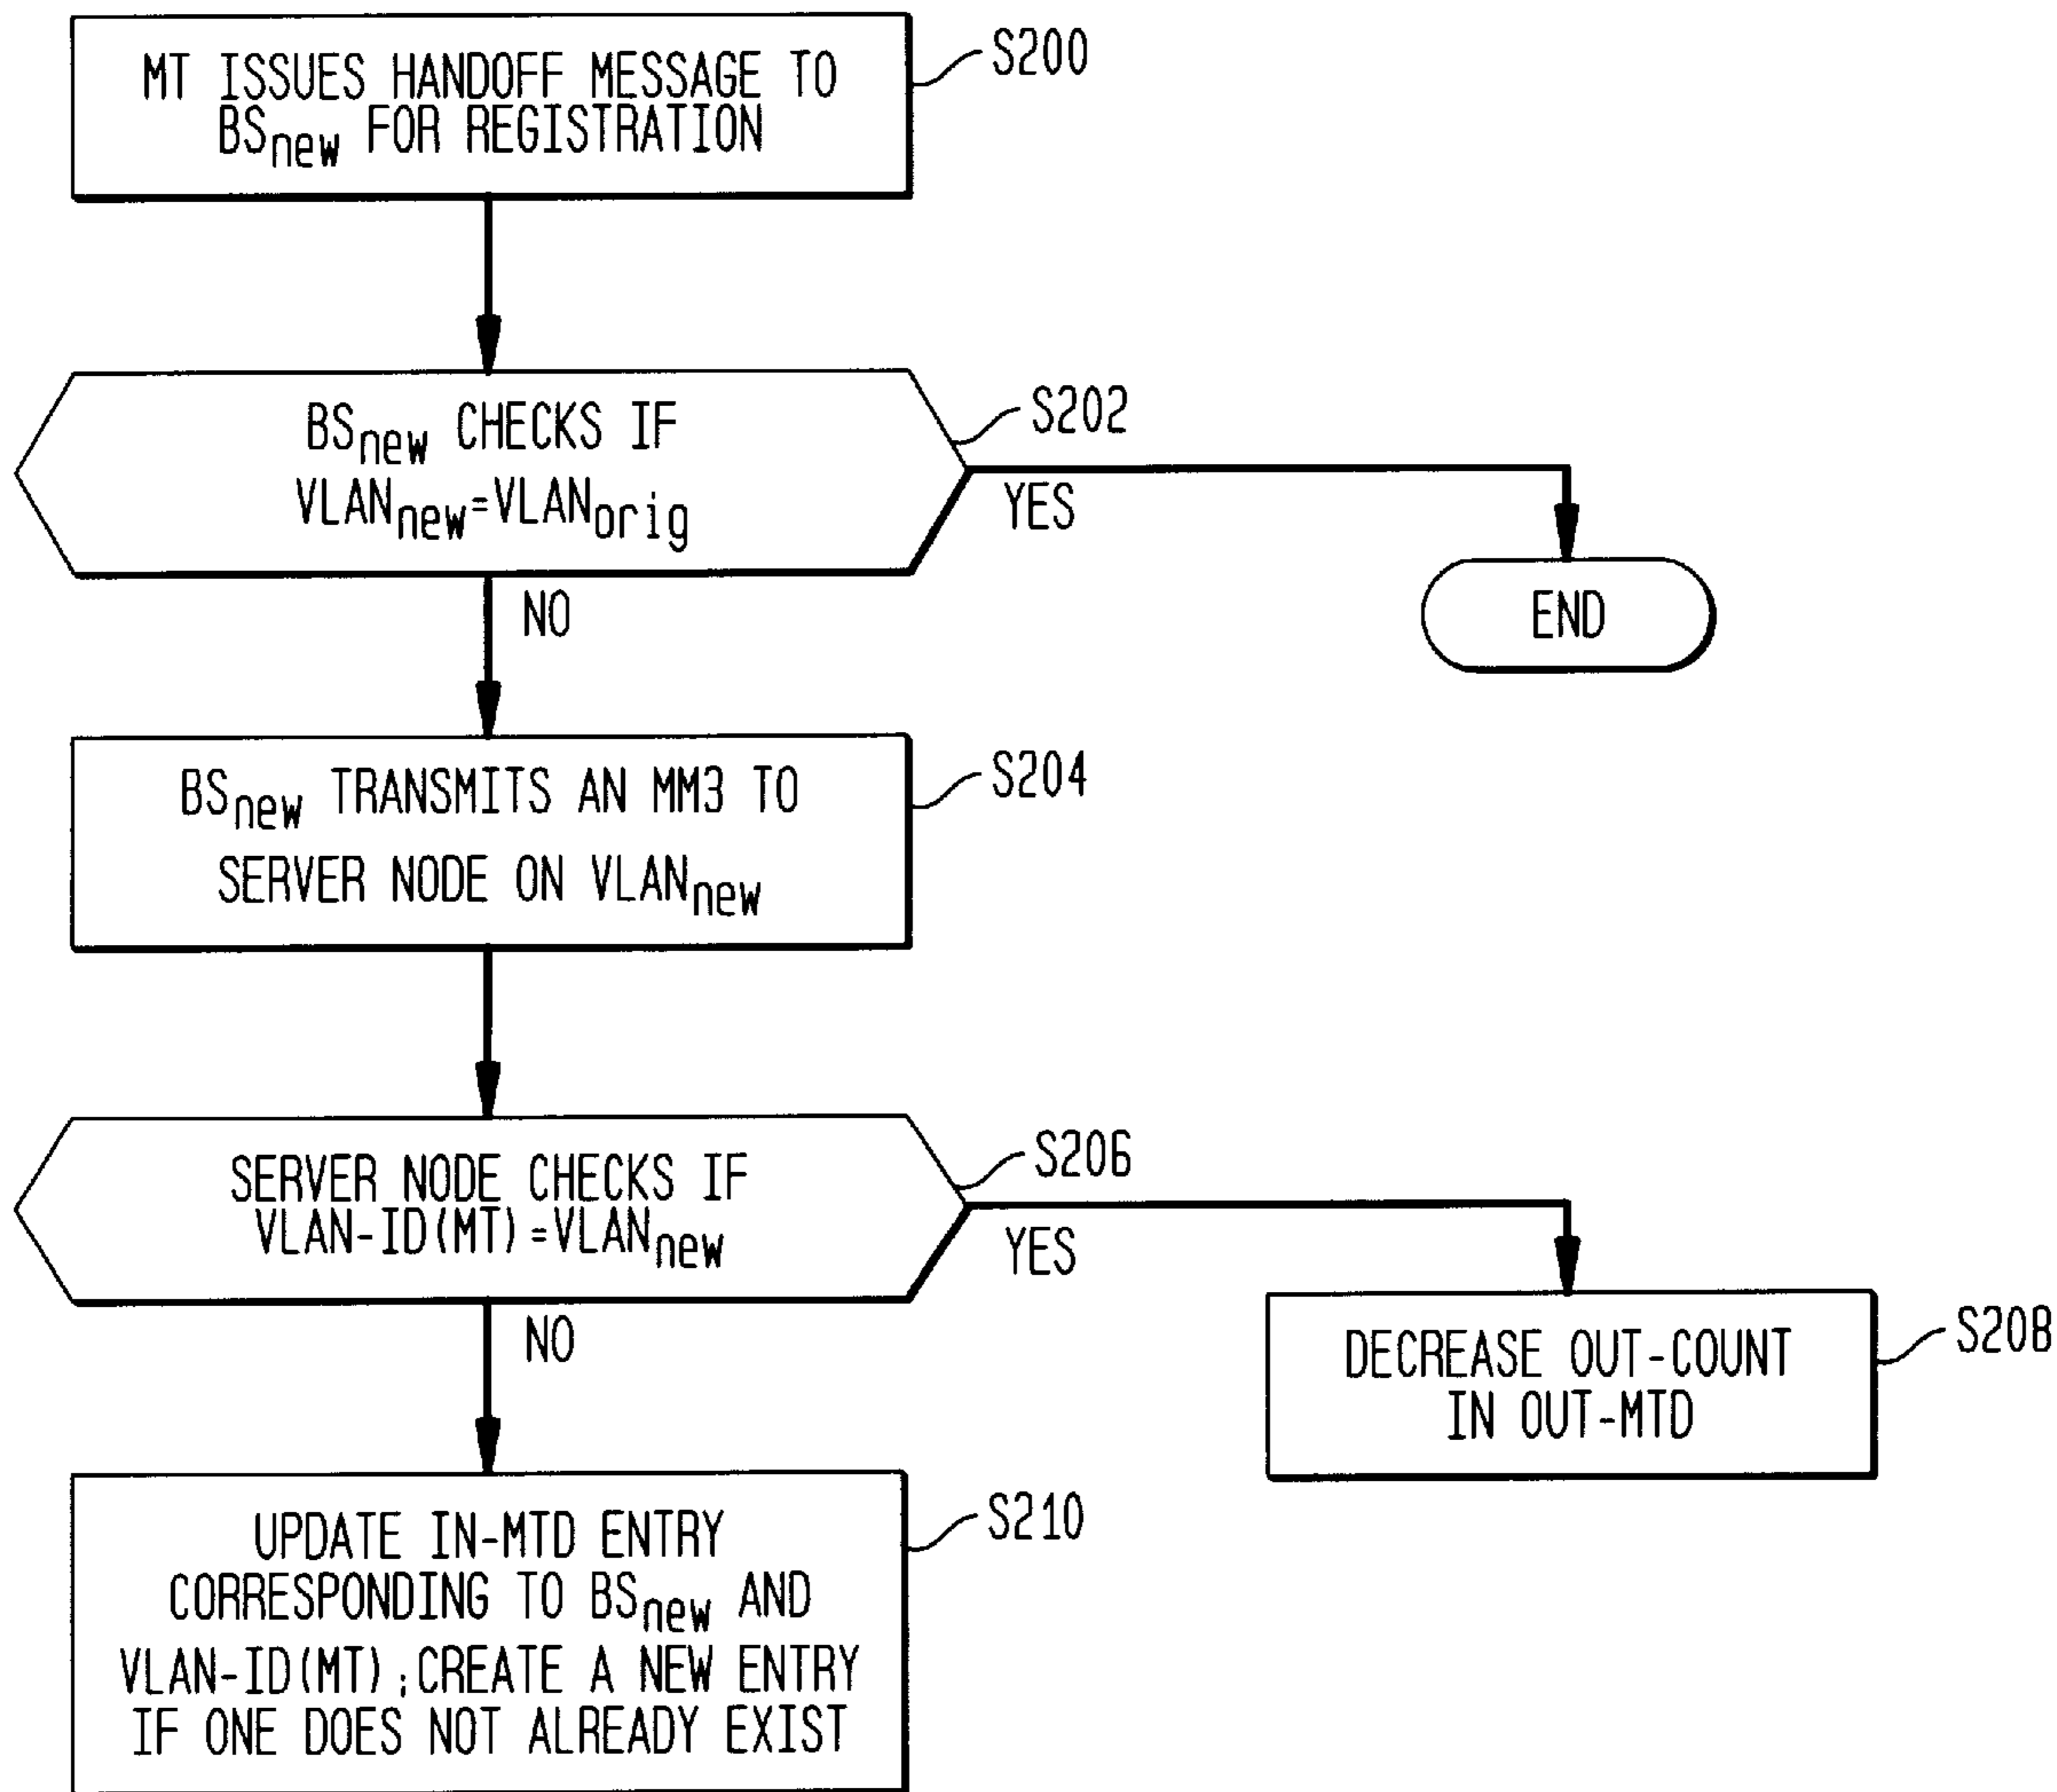 MT ISSUES HANDOFF MESSAGE TO
BSnew FOR REGISTRATION
S200
BSnew CHECKS IF
VLANnew=VLANorig
S202
YES
END
NO
BSnew TRANSMITS AN MM3 TO
SERVER NODE ON VLANnew
S204
SERVER NODE CHECKS IF
VLAN-ID(MT)=VLANnew
S206
YES
DECREASE OUT-COUNT
IN OUT-MTD
S208
NO
UPDATE IN-MTD ENTRY
CORRESPONDING TO BSnew AND
VLAN-ID(MT);CREATE A NEW ENTRY
IF ONE DOES NOT ALREADY EXIST
S210